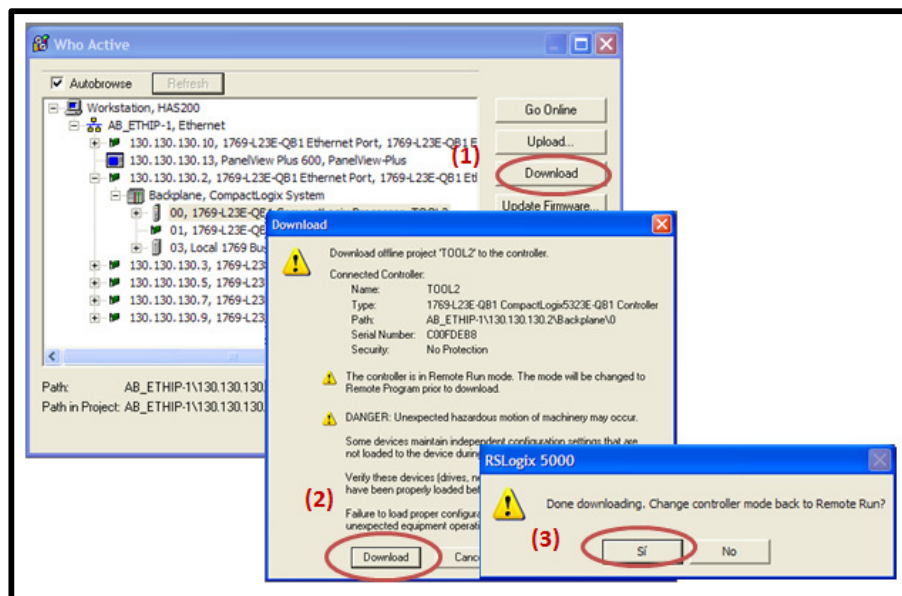 Who Active
Autobrowse
Refresh
Workstation, HAS200
AB_ETHIP-1, Ethernet
130.130.130.10, 1769-L23E-QB1 Ethernet Port, 1769-L23E-QB1 E
130.130.130.13, PanelView Plus 600, PanelView-Plus
130.130.130.2, 1769-L23E-QB1 Ethernet Port, 1769-L23E-QB1 Etl
Backplane, CompactLogix System
00, 1769-L23E-QB1
01, 1769-L23E-QB
03, Local 1769 Bu
130.130.130.3, 1769-L23
130.130.130.5, 1769-L23
130.130.130.7, 1769-L23
130.130.130.9, 1769-L23
Path: AB_ETHIP-1\130.130.130.
Path in Project: AB_ETHIP-1\130.130.130.
Go Online
Upload...
(1)
Download
Update Firmware...
Download
Download offline project 'TOOL2' to the controller.
Connected Controller:
Name: TOOL2
Type: 1769-L23E-QB1 CompactLogix5323E-QB1 Controller
Path: AB_ETHIP-1\130.130.130.2\Backplane\0
Serial Number: C00FDEB8
Security: No Protection
The controller is in Remote Run mode. The mode will be changed to
Remote Program prior to download.
DANGER: Unexpected hazardous motion of machinery may occur.
Some devices maintain independent configuration settings that are
not loaded to the device during
Verify these devices (drives, ne
have been properly loaded bef
Failure to load proper configura
unexpected equipment operati
(2)
Download
Canc
RSLogix 5000
Done downloading. Change controller mode back to Remote Run?
(3)
Sí
No